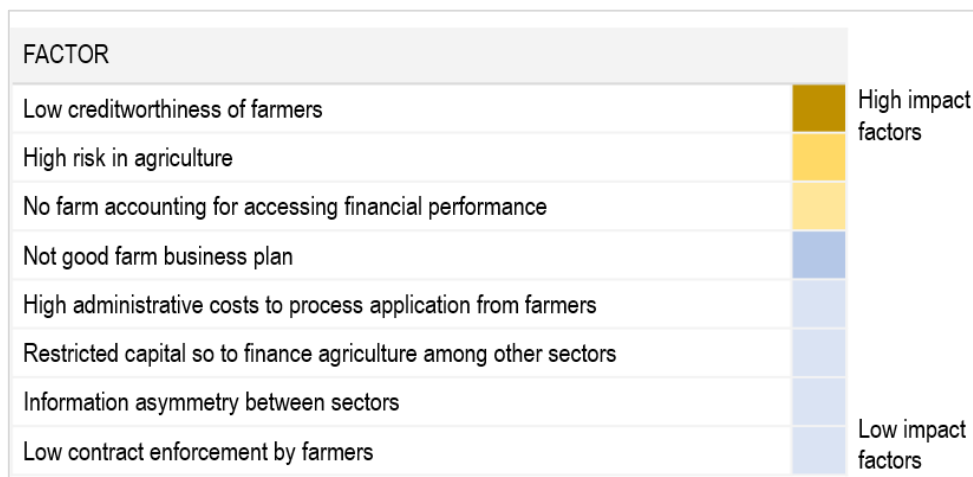 FACTOR
Low creditworthiness of farmers
High impact
factors
High risk in agriculture
No farm accounting for accessing financial performance
Not good farm business plan
High administrative costs to process application from farmers
Restricted capital so to finance agriculture among other sectors
Information asymmetry between sectors
Low contract enforcement by farmers
Low impact
factors